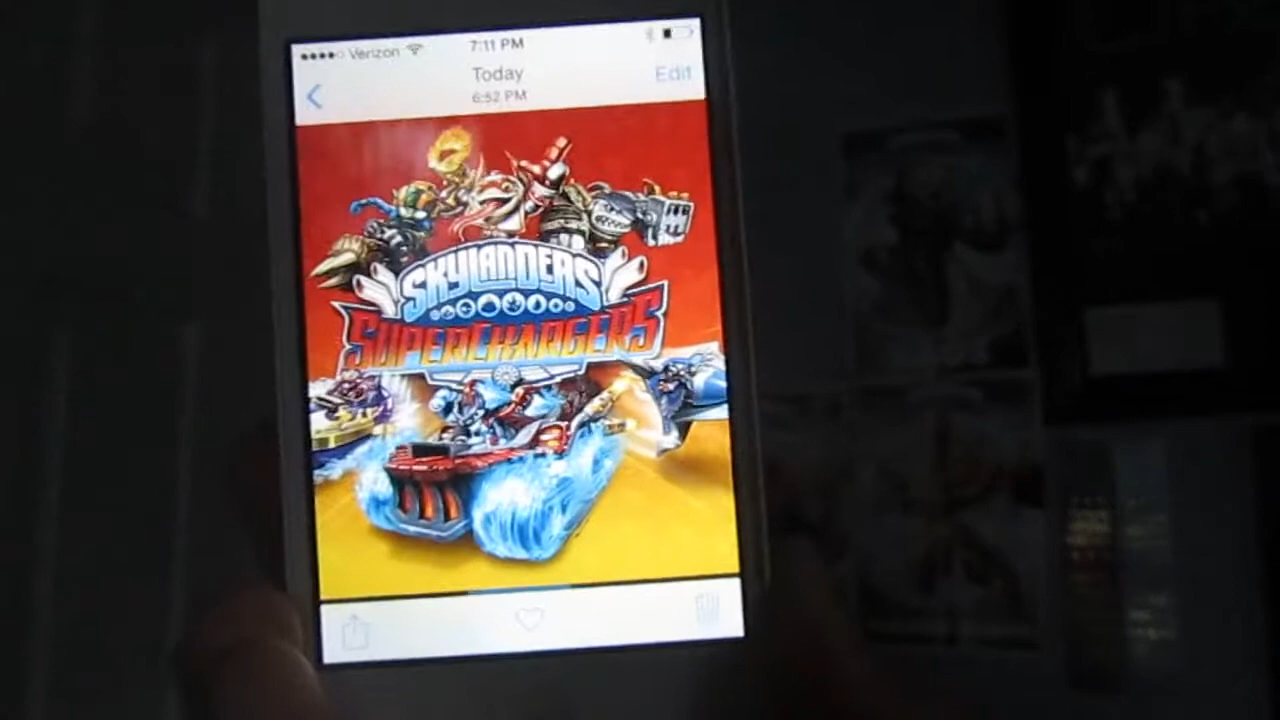 Verizon 7:11 PM
Today
Edit
6:52 PM
SKYLANDERS
SUPERCHARGERS